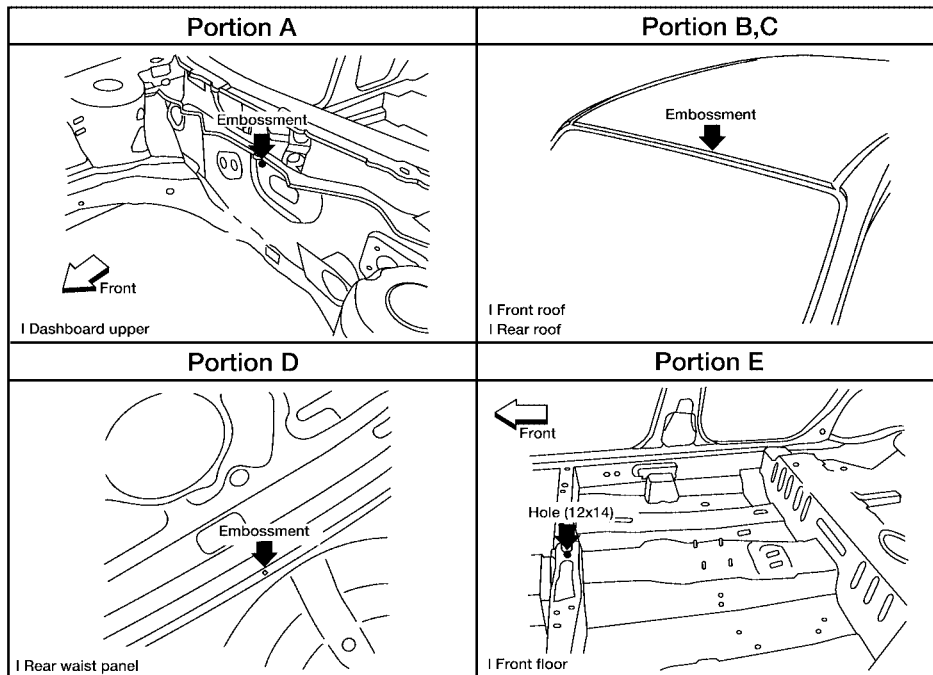 Portion A
Portion B,C
Embossment
Front
I Dashboard upper
Embossment
I Front roof
I Rear roof
Portion D
Portion E
Embossment
I Rear waist panel
Front
Hole (12x14)
I Front floor